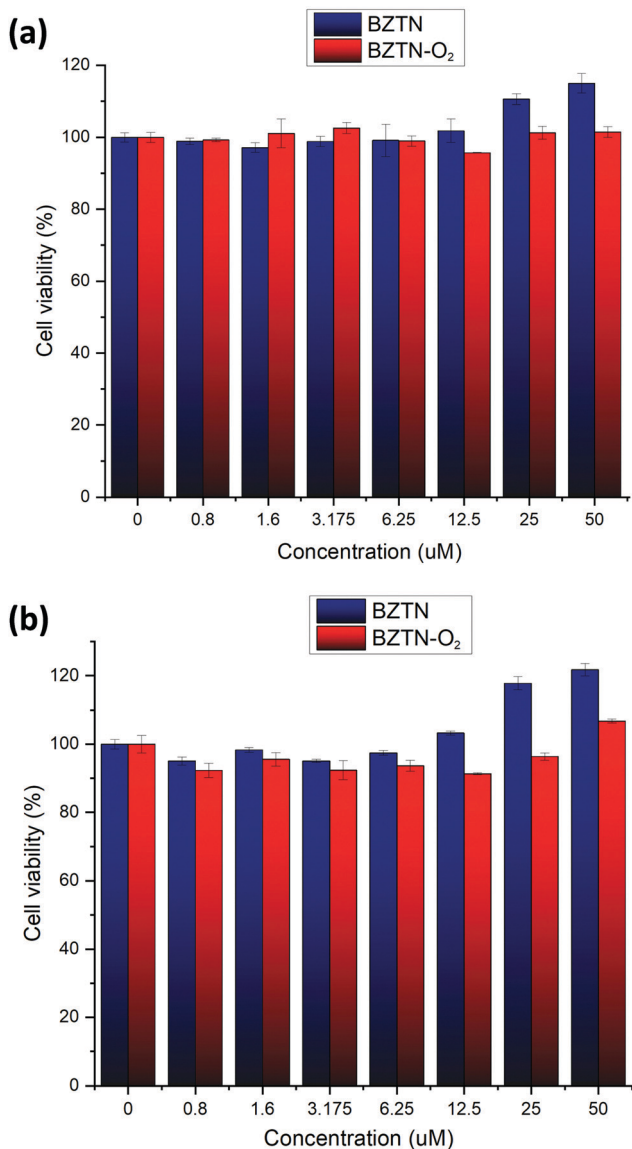 (a)
BZTN
BZTN-O₂
120
100
80
60
40
20
0
Cell viability (%)
0 0.8 1.6 3.175 6.25 12.5 25 50
Concentration (uM)
(b)
BZTN
BZTN-O₂
120
100
80
60
40
20
0
Cell viability (%)
0 0.8 1.6 3.175 6.25 12.5 25 50
Concentration (uM)